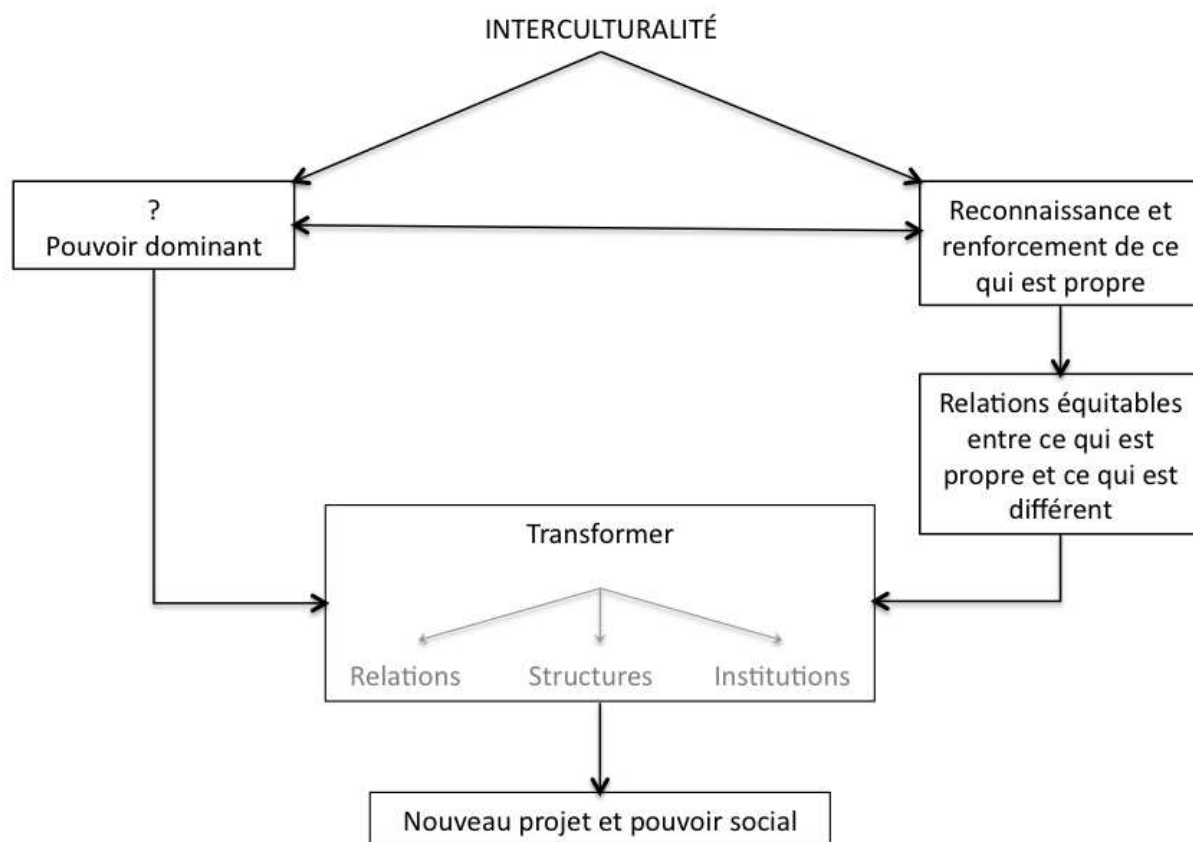 INTERCULTURALITÉ
?
Pouvoir dominant
Reconnaissance et
renforcement de ce
qui est propre
Relations équitables
entre ce qui est
propre et ce qui est
différent
Transformer
Relations
Structures
Institutions
Nouveau projet et pouvoir social